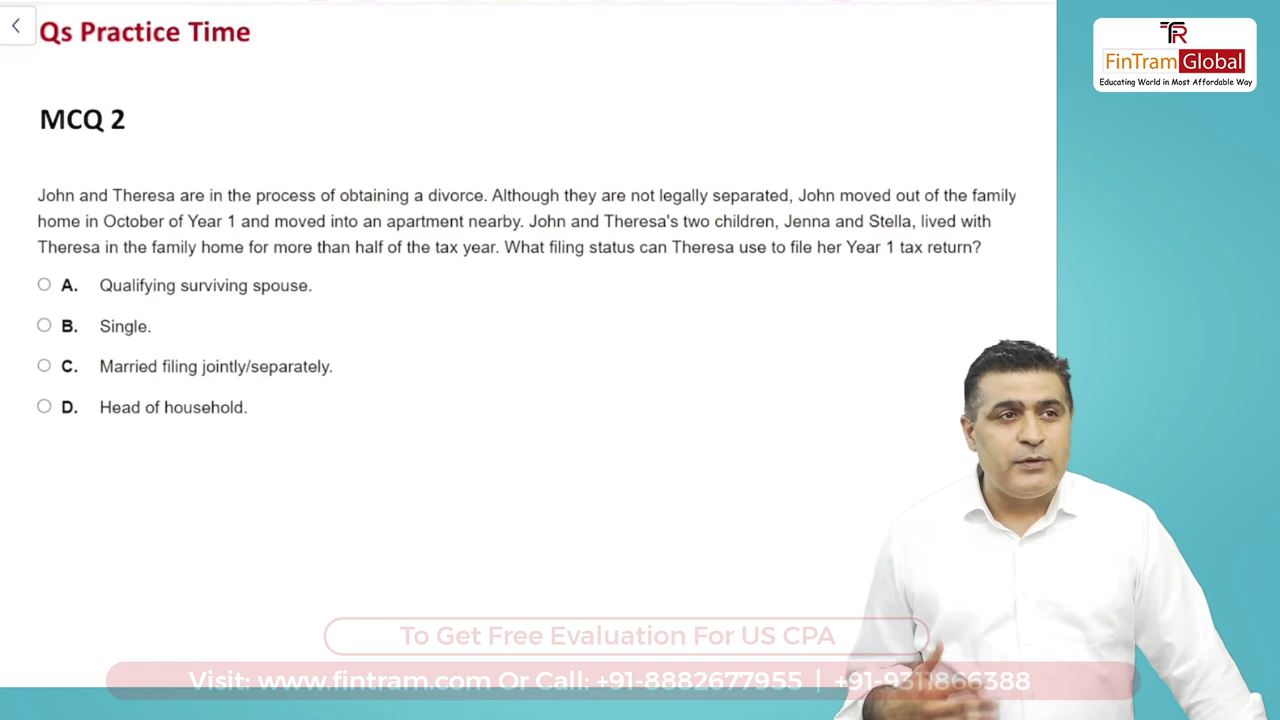 Qs Practice Time
FR
FinTram Global
Educating World in Most Affordable Way
MCQ 2
John and Theresa are in the process of obtaining a divorce. Although they are not legally separated, John moved out of the family
home in October of Year 1 and moved into an apartment nearby. John and Theresa's two children, Jenna and Stella, lived with
Theresa in the family home for more than half of the tax year. What filing status can Theresa use to file her Year 1 tax return?
A. Qualifying surviving spouse.
B. Single.
C. Married filing jointly/separately.
D. Head of household.
To Get Free Evaluation For US CPA
Visit: www.fintram.com Or Call: +91-8882677955 | +91-9311866388